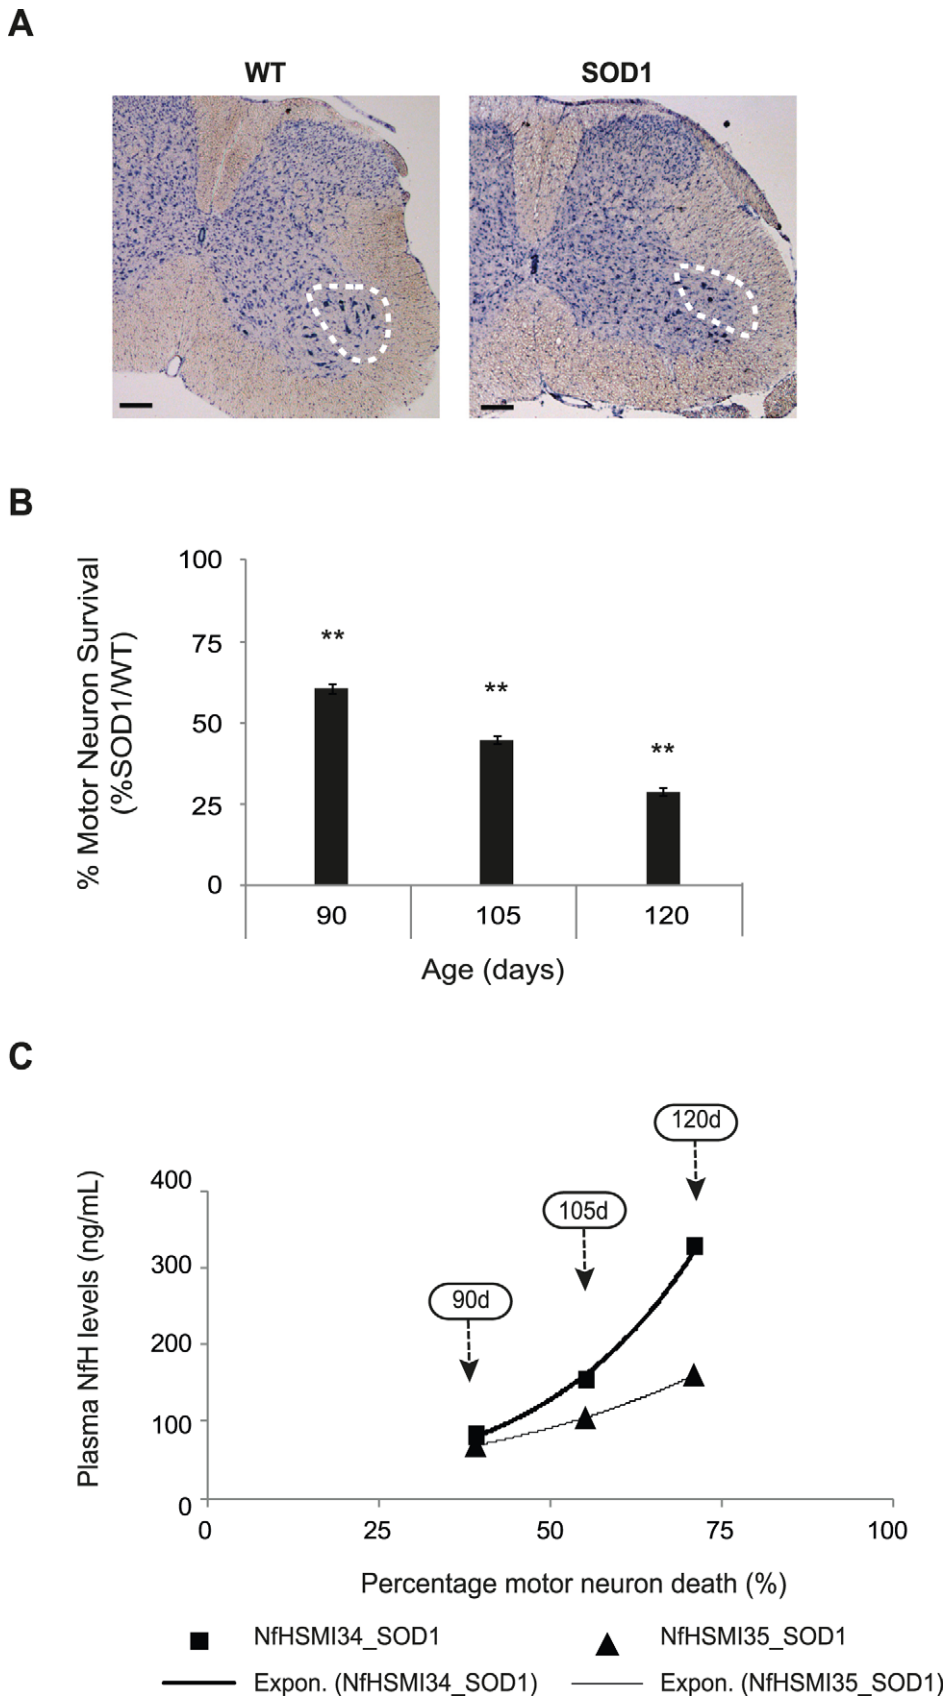 A
WT
SOD1
B
% Motor Neuron Survival
(%SOD1/WT)
100
75
50
25
0
**
**
**
90
105
120
Age (days)
C
Plasma NfH levels (ng/mL)
400
300
200
100
0
90d
105d
120d
0
25
50
75
100
Percentage motor neuron death (%)
NfHSMI34_SOD1
NfHSMI35_SOD1
Expon. (NfHSMI34_SOD1)
Expon. (NfHSMI35_SOD1)